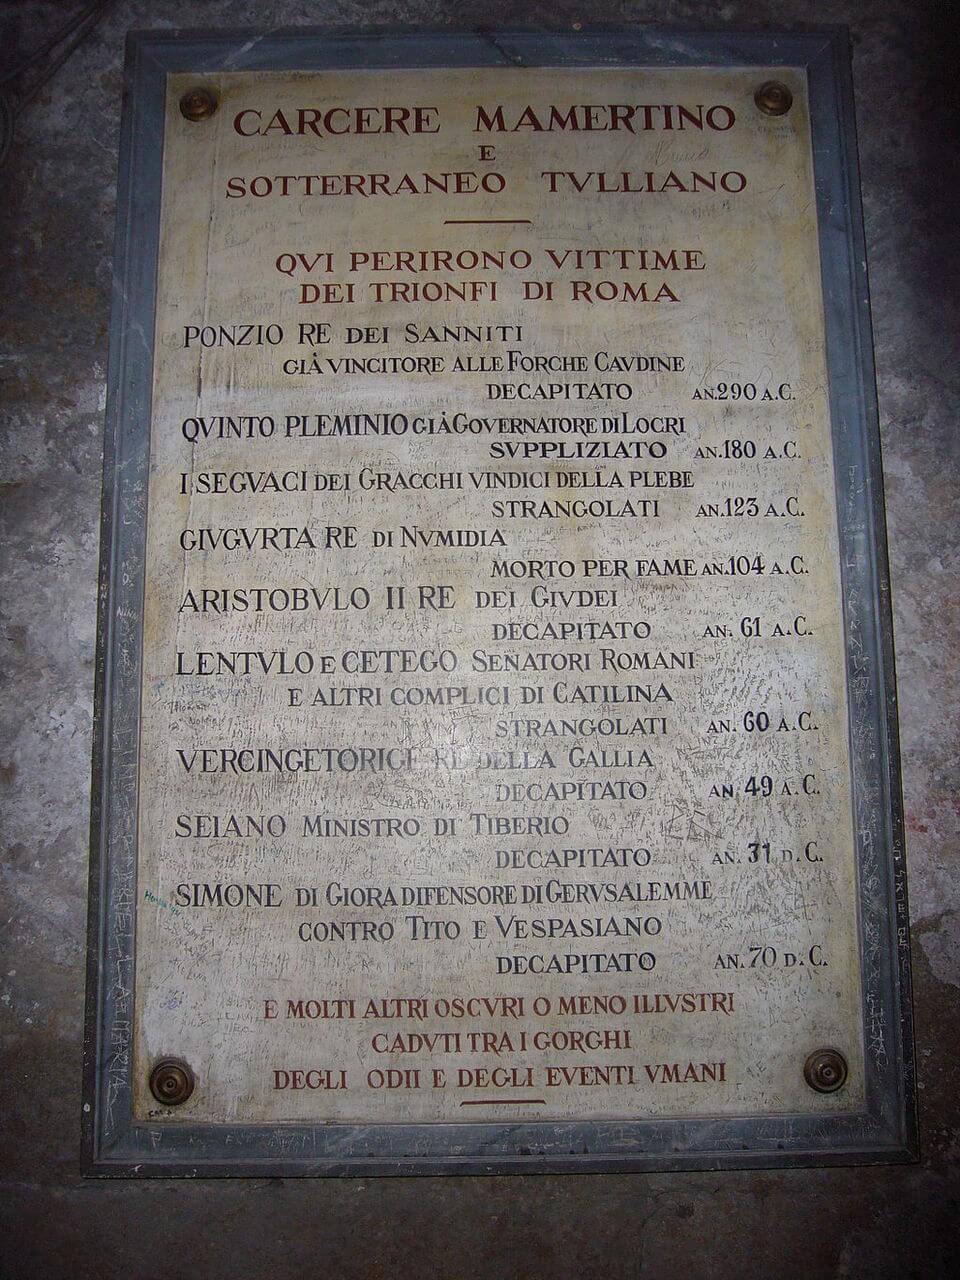 CARCERE MAMERTINO
E
SOTTERRANEO TVLLIANO
QVI PERIRONO VITTIME
DEI TRIONFI DI ROMA
PONZIO RE DEI SANNITI
GIÀ VINCITORE ALLE FORCHE CAVDINE
DECAPITATO AN.290 A.C.
QVINTO PLEMINIO GIÀ GOVERNATORE DI LOCRI
SVPPLIZIATO AN.180 A.C.
I SEGVACI DEI GRACCHI VINDICI DELLA PLEBE
STRANGOLATI AN.123 A.C.
GIVGVRTA RE DI NVMIDIA
MORTO PER FAME AN.104 A.C.
ARISTOBVLO II RE DEI GIVDEI
DECAPITATO AN. 61 A.C.
LENTVLO E CETEGO SENATORI ROMANI
E ALTRI COMPLICI DI CATILINA
STRANGOLATI AN. 60 A.C.
VERCINGETORIGE RE DELLA GALLIA
DECAPITATO AN. 49 A.C.
SEIANO MINISTRO DI TIBERIO
DECAPITATO AN. 31 D.C.
SIMONE DI GIORA DIFENSORE DI GERVSALEMME
CONTRO TITO E VESPASIANO
DECAPITATO AN.70 D.C.
E MOLTI ALTRI OSCVRI O MENO ILLVSTRI
CADVTI TRA I GORGHI
DEGLI ODII E DEGLI EVENTI VMANI